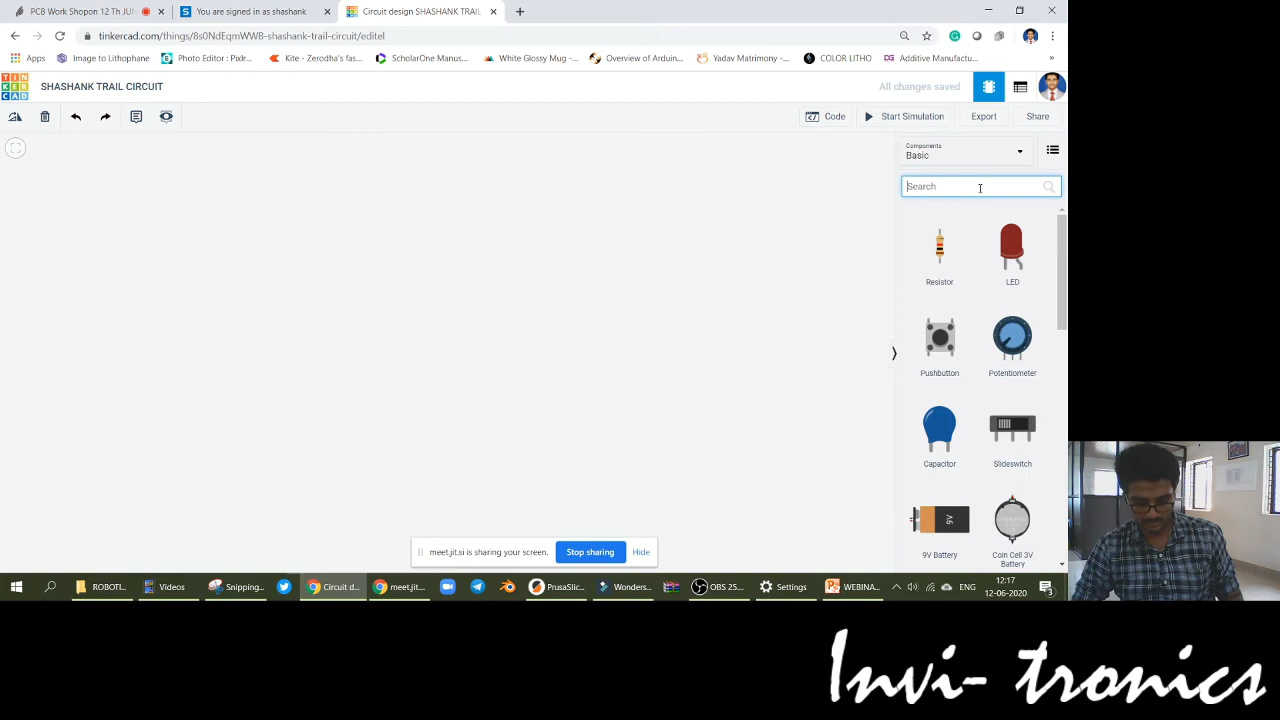 PCB Work Shopon 12 Th JUN
You are signed in as shashank
Circuit design SHASHANK TRAIL C
tinkercad.com/things/8s0NdEqmWWB-shashank-trail-circuit/editel
Apps
Image to Lithophane
Photo Editor : Pixlr...
Kite - Zerodha's fas...
ScholarOne Manus...
White Glossy Mug -...
Overview of Arduin...
Yadav Matrimony -...
COLOR LITHO
Additive Manufactu...
»
TIN
KER
CAD
SHASHANK TRAIL CIRCUIT
All changes saved
Code
Start Simulation
Export
Share
Components
Basic
Search
Resistor
LED
Pushbutton
Potentiometer
Capacitor
Slideswitch
9V
9V Battery
Coin Cell 3V
Battery
meet.jit.si is sharing your screen.
Stop sharing
Hide
ROBOTI...
Videos
Snipping...
Circuit d...
meet.jit...
PrusaSlic...
Wonders...
OBS 25....
Settings
WEBINA...
ENG
12:17
12-06-2020
3
Invi- tronics